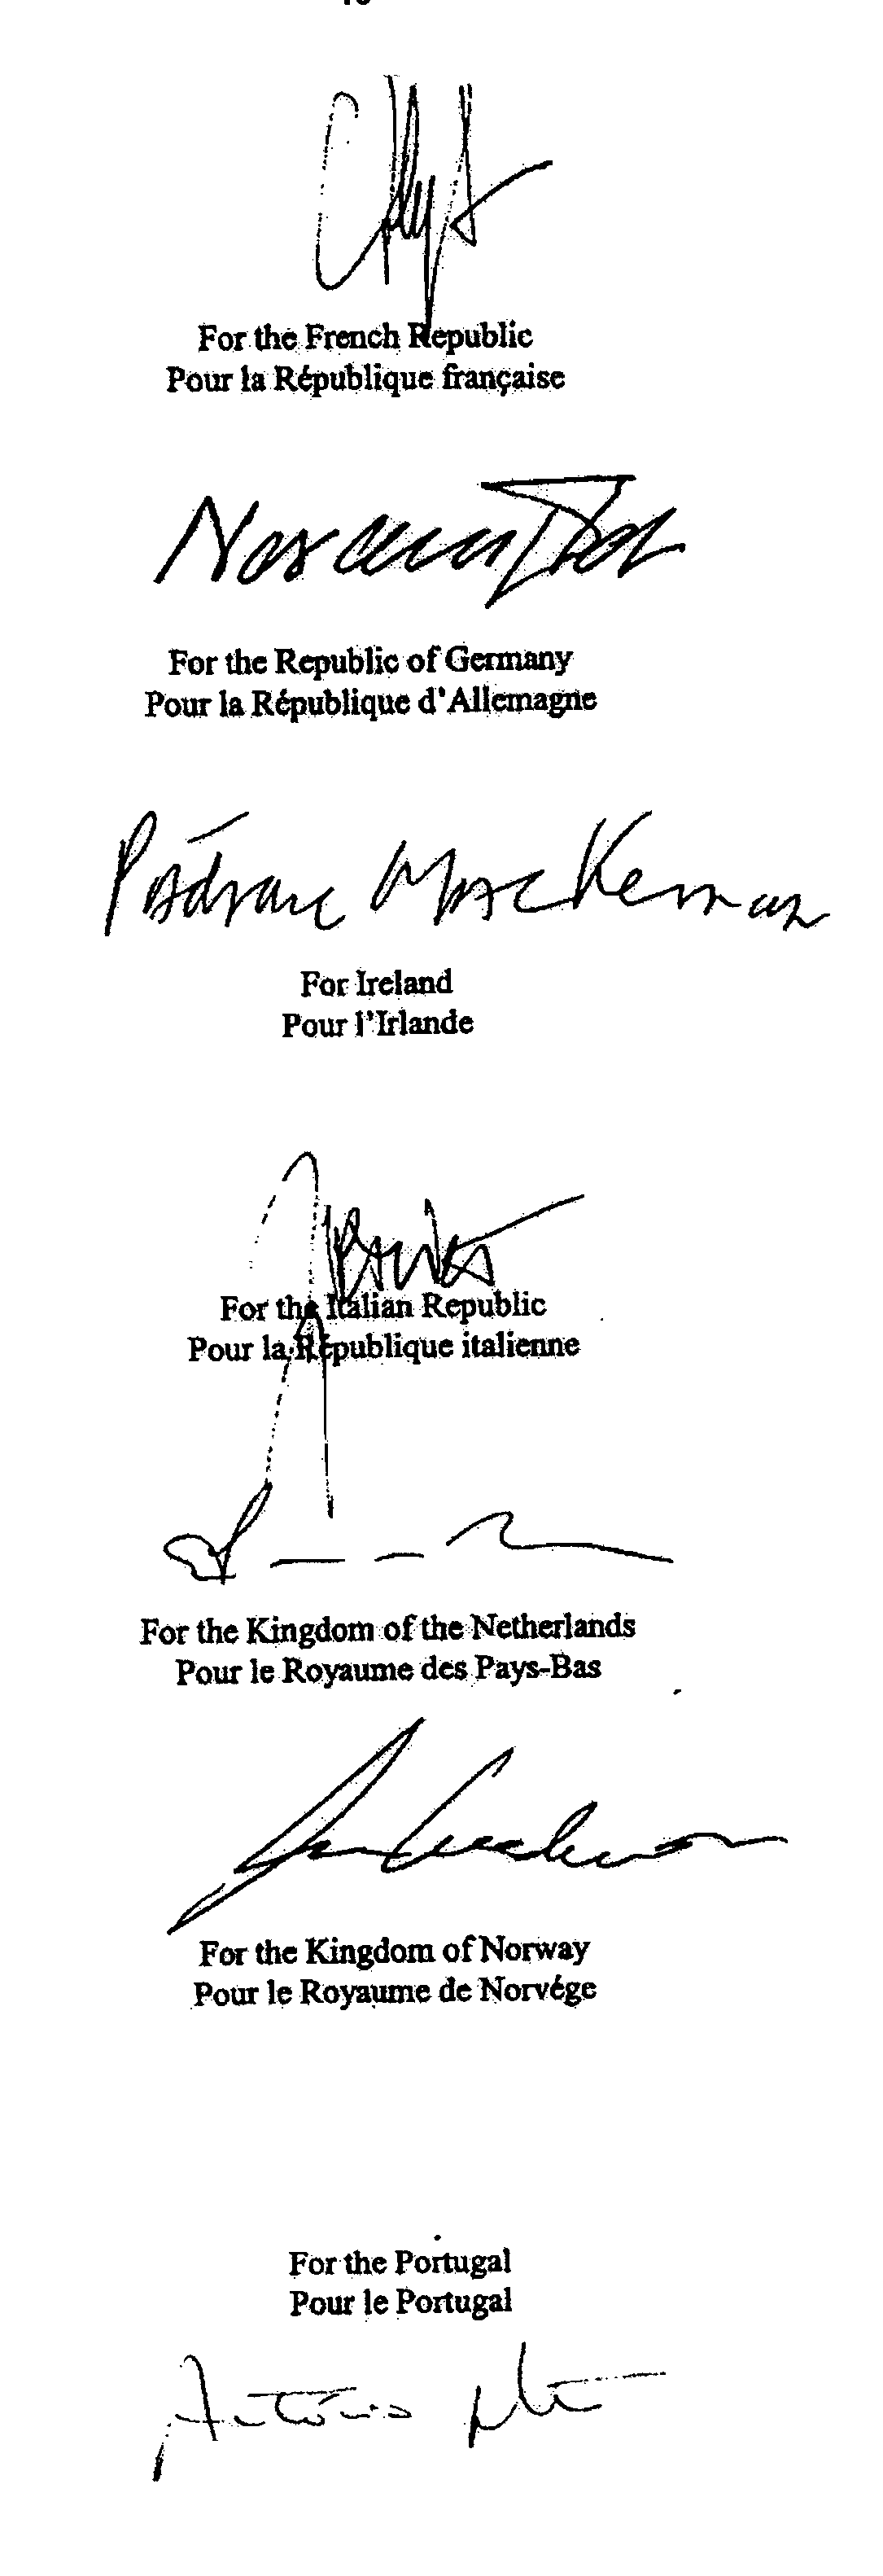 For the French Republic
Pour la République française
For the Republic of Germany
Pour la République d'Allemagne
Pádraic MacKernan
For Ireland
Pour l'Irlande
For the Italian Republic
Pour la République italienne
For the Kingdom of the Netherlands
Pour le Royaume des Pays-Bas
For the Kingdom of Norway
Pour le Royaume de Norvége
For the Portugal
Pour le Portugal
António